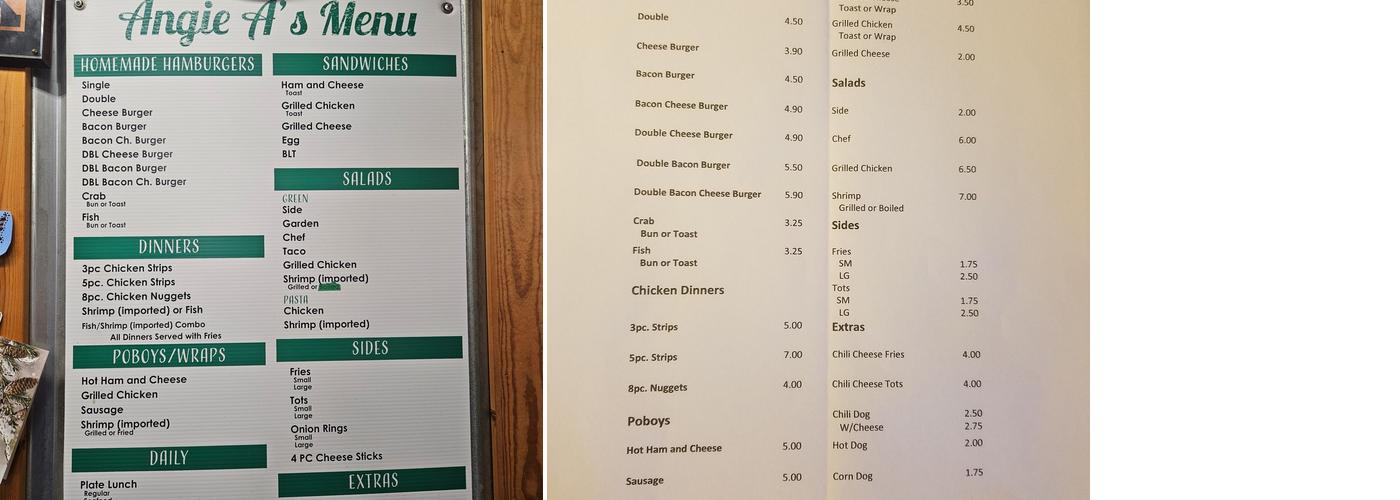 Angie A's Menu
HOMEMADE HAMBURGERS
Single
Double
Cheese Burger
Bacon Burger
Bacon Ch. Burger
DBL Cheese Burger
DBL Bacon Burger
DBL Bacon Ch. Burger
Crab
Bun or Toast
Fish
Bun or Toast
DINNERS
3pc Chicken Strips
5pc. Chicken Strips
8pc. Chicken Nuggets
Shrimp (imported) or Fish
Fish/Shrimp (imported) Combo
All Dinners Served with Fries
POBOYS/WRAPS
Hot Ham and Cheese
Grilled Chicken
Sausage
Shrimp (imported)
Grilled or Fried
DAILY
Plate Lunch
Regular
SANDWICHES
Ham and Cheese
Toast
Grilled Chicken
Toast
Grilled Cheese
Egg
BLT
SALADS
GREEN
Side
Garden
Chef
Taco
Grilled Chicken
Shrimp (imported)
Grilled or
PASTA
Chicken
Shrimp (imported)
SIDES
Fries
Small
Large
Tots
Small
Large
Onion Rings
Small
Large
4 PC Cheese Sticks
EXTRAS
Double 4.50
Cheese Burger 3.90
Bacon Burger 4.50
Bacon Cheese Burger 4.90
Double Cheese Burger 4.90
Double Bacon Burger 5.50
Double Bacon Cheese Burger 5.90
Crab 3.25
Bun or Toast
Fish 3.25
Bun or Toast
Chicken Dinners
3pc. Strips 5.00
5pc. Strips 7.00
8pc. Nuggets 4.00
Poboys
Hot Ham and Cheese 5.00
Sausage 5.00
3.50
Toast or Wrap
Grilled Chicken 4.50
Toast or Wrap
Grilled Cheese 2.00
Salads
Side 2.00
Chef 6.00
Grilled Chicken 6.50
Shrimp 7.00
Grilled or Boiled
Sides
Fries
SM 1.75
LG 2.50
Tots
SM 1.75
LG 2.50
Extras
Chili Cheese Fries 4.00
Chili Cheese Tots 4.00
Chili Dog 2.50
W/Cheese 2.75
Hot Dog 2.00
Corn Dog 1.75